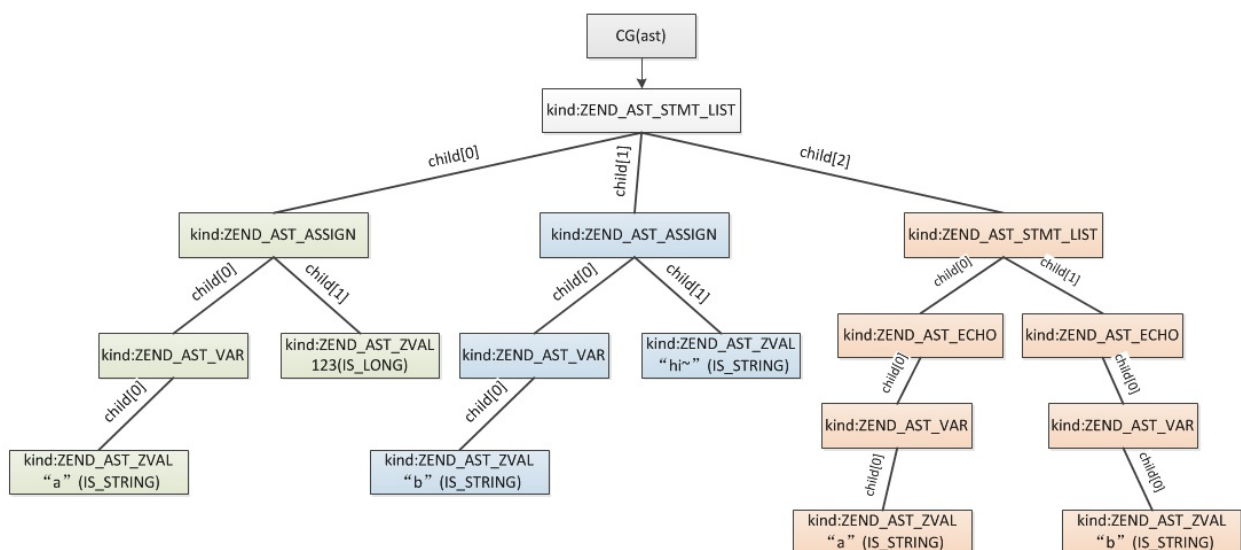 CG(ast)
kind:ZEND_AST_STMT_LIST
child[0]
child[1]
child[2]
kind:ZEND_AST_ASSIGN
kind:ZEND_AST_ASSIGN
kind:ZEND_AST_STMT_LIST
child[0]
child[1]
child[0]
child[1]
child[0]
child[1]
kind:ZEND_AST_VAR
kind:ZEND_AST_ZVAL
123(IS_LONG)
kind:ZEND_AST_VAR
kind:ZEND_AST_ZVAL
“hi~”(IS_STRING)
kind:ZEND_AST_ECHO
kind:ZEND_AST_ECHO
child[0]
child[0]
child[0]
child[0]
kind:ZEND_AST_VAR
kind:ZEND_AST_VAR
kind:ZEND_AST_ZVAL
“a”(IS_STRING)
kind:ZEND_AST_ZVAL
“b”(IS_STRING)
child[0]
child[0]
kind:ZEND_AST_ZVAL
“a”(IS_STRING)
kind:ZEND_AST_ZVAL
“b”(IS_STRING)